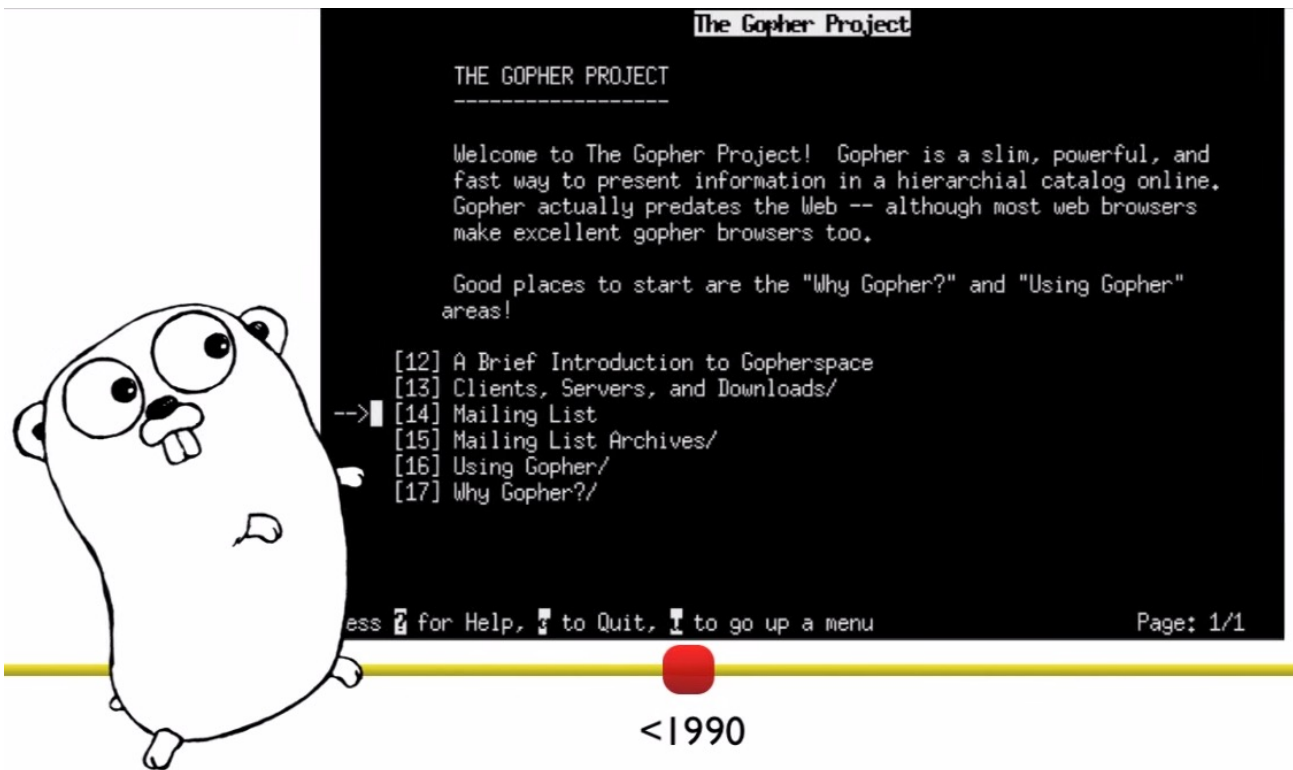 The Gopher Project
THE GOPHER PROJECT
------------------
Welcome to The Gopher Project!  Gopher is a slim, powerful, and
fast way to present information in a hierarchial catalog online.
Gopher actually predates the Web -- although most web browsers
make excellent gopher browsers too.
Good places to start are the "Why Gopher?" and "Using Gopher"
areas!
[12] A Brief Introduction to Gopherspace
[13] Clients, Servers, and Downloads/
--> [14] Mailing List
[15] Mailing List Archives/
[16] Using Gopher/
[17] Why Gopher?/
ess ? for Help, q to Quit, u to go up a menu Page: 1/1
<1990